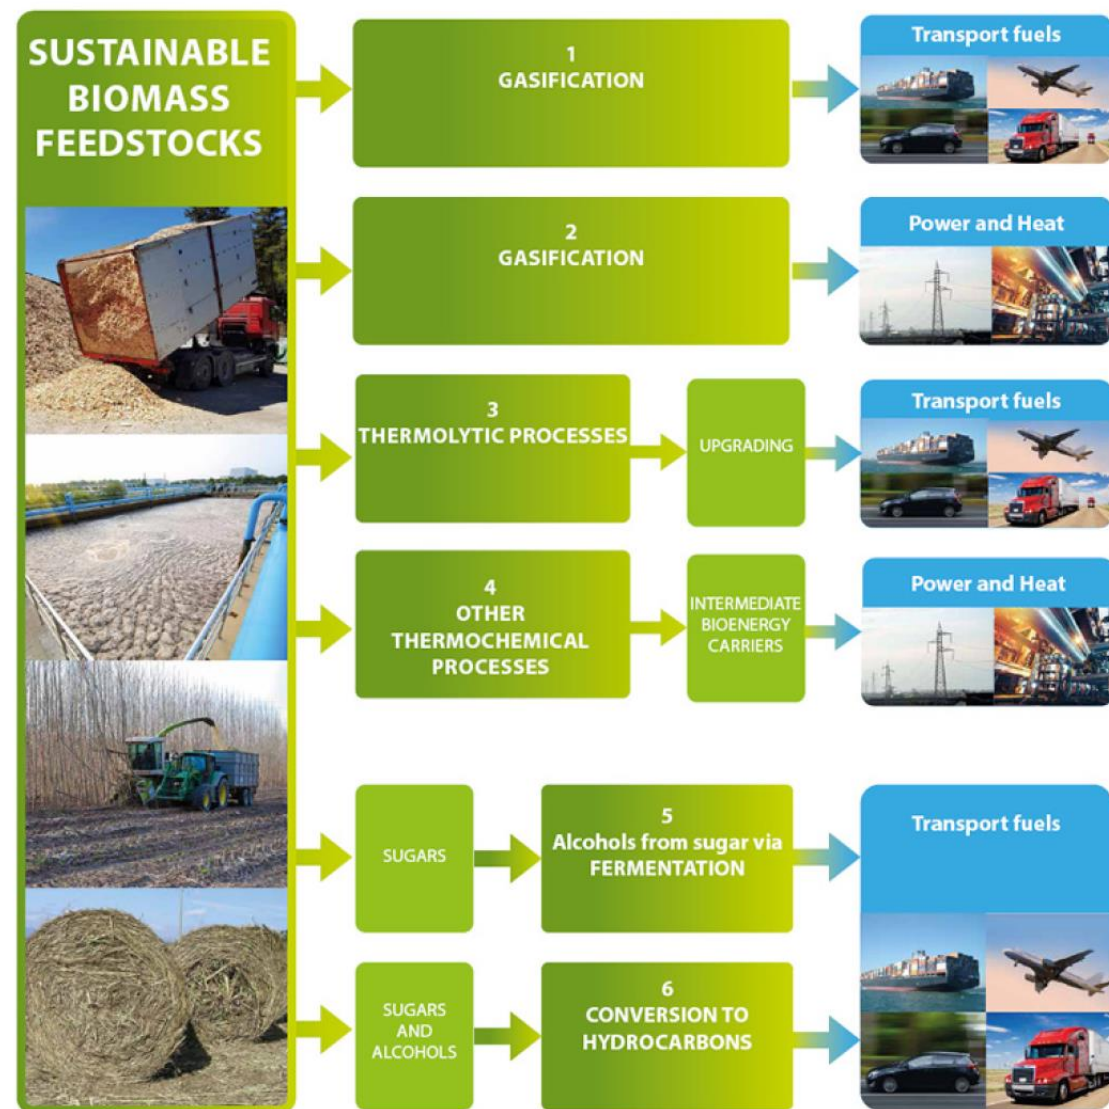 SUSTAINABLE
BIOMASS
FEEDSTOCKS
1
GASIFICATION
Transport fuels
2
GASIFICATION
Power and Heat
3
THERMOLYTIC PROCESSES
UPGRADING
Transport fuels
4
OTHER
THERMOCHEMICAL
PROCESSES
INTERMEDIATE
BIOENERGY
CARRIERS
Power and Heat
SUGARS
5
Alcohols from sugar via
FERMENTATION
Transport fuels
SUGARS
AND
ALCOHOLS
6
CONVERSION TO
HYDROCARBONS